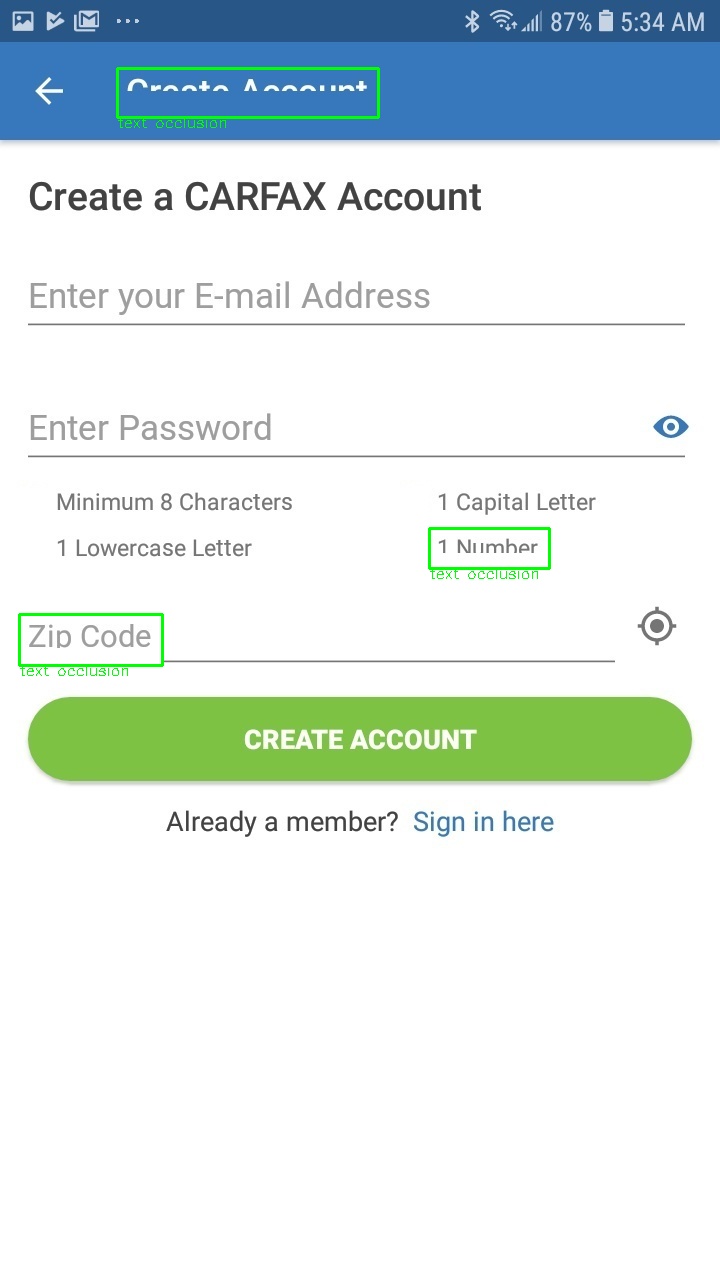 87% 5:34 AM
Create Account
text occlusion
Create a CARFAX Account
Enter your E-mail Address
Enter Password
Minimum 8 Characters 1 Capital Letter
1 Lowercase Letter 1 Number
text occlusion
Zip Code
text occlusion
CREATE ACCOUNT
Already a member? Sign in here